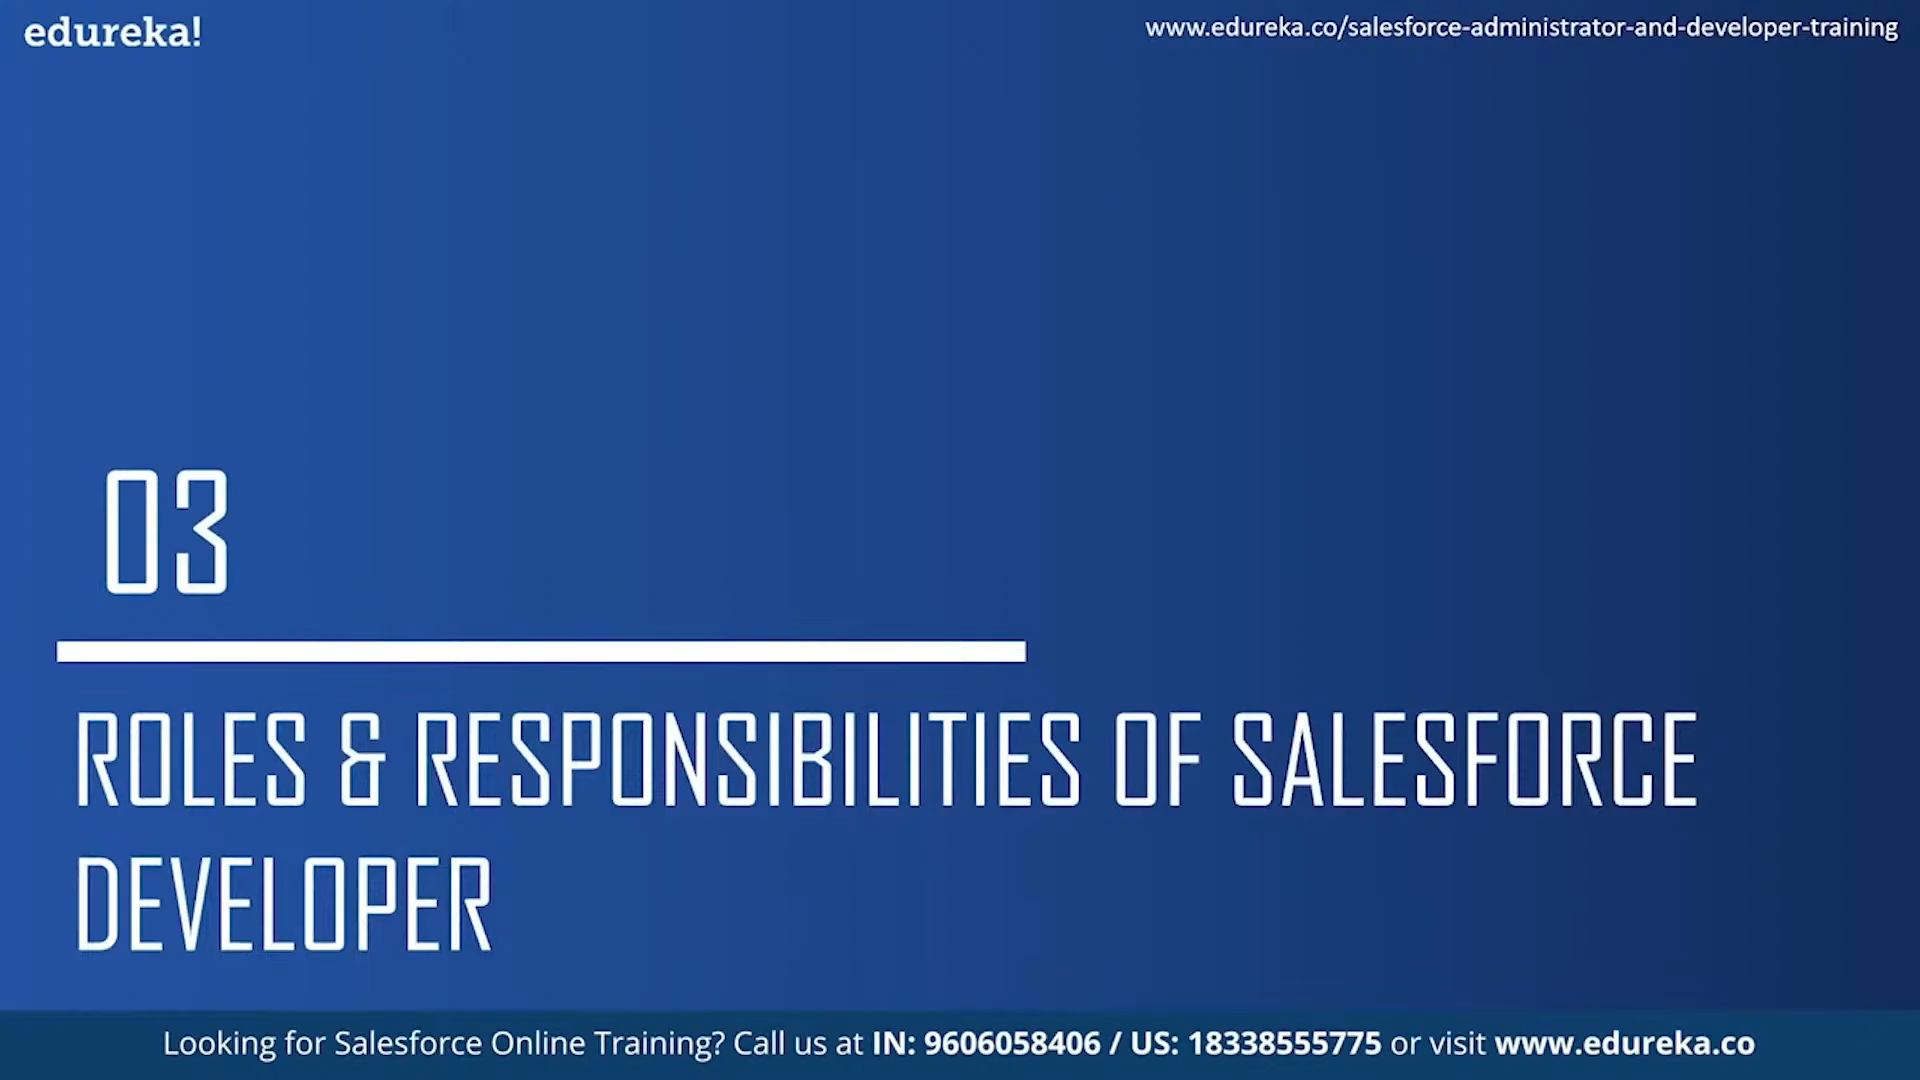 edureka!
www.edureka.co/salesforce-administrator-and-developer-training
03
ROLES & RESPONSIBILITIES OF SALESFORCE
DEVELOPER
Looking for Salesforce Online Training? Call us at IN: 9606058406 / US: 18338555775 or visit www.edureka.co